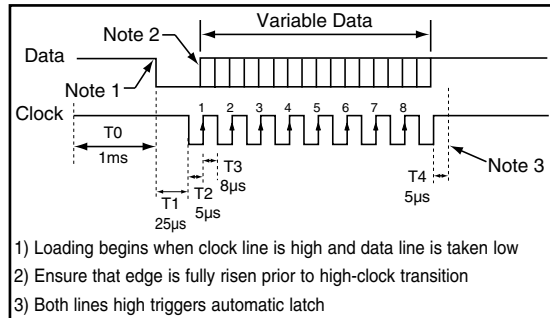 Variable Data
Note 2
Data
Note 1
Clock
1 2 3 4 5 6 7 8
T0
1ms
T3
8µs
Note 3
T1
25µs
T2
5µs
T4
5µs
1) Loading begins when clock line is high and data line is taken low
2) Ensure that edge is fully risen prior to high-clock transition
3) Both lines high triggers automatic latch